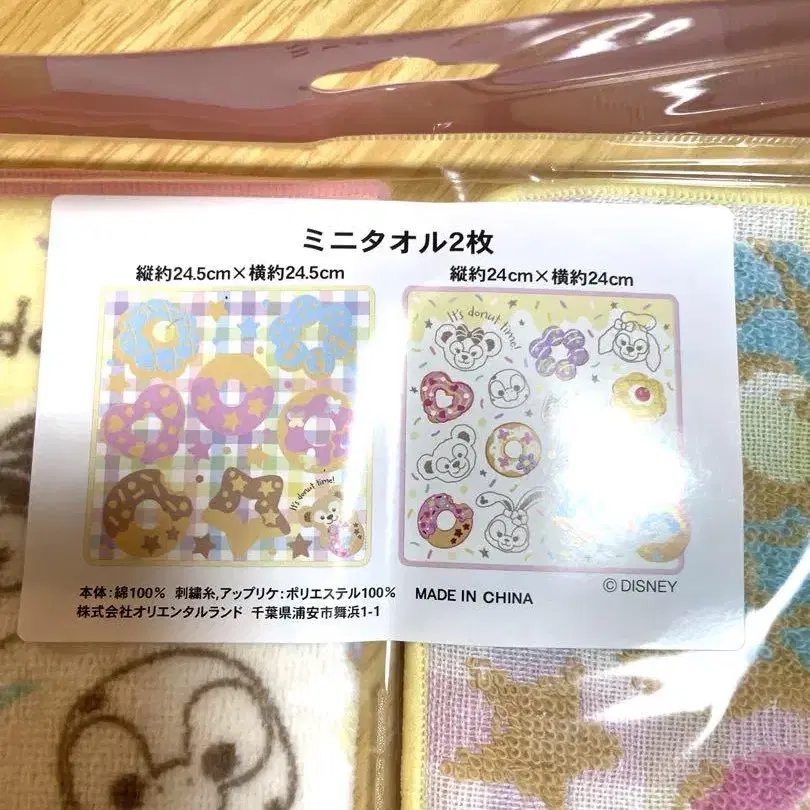 ミニタオル2枚
縦約24.5cm×横約24.5cm
縦約24cm×横約24cm
It's donut time!
It's donut time!
本体：綿100% 刺繍糸,アップリケ：ポリエステル100%
MADE IN CHINA
© DISNEY
株式会社オリエンタルランド 千葉県浦安市舞浜1-1